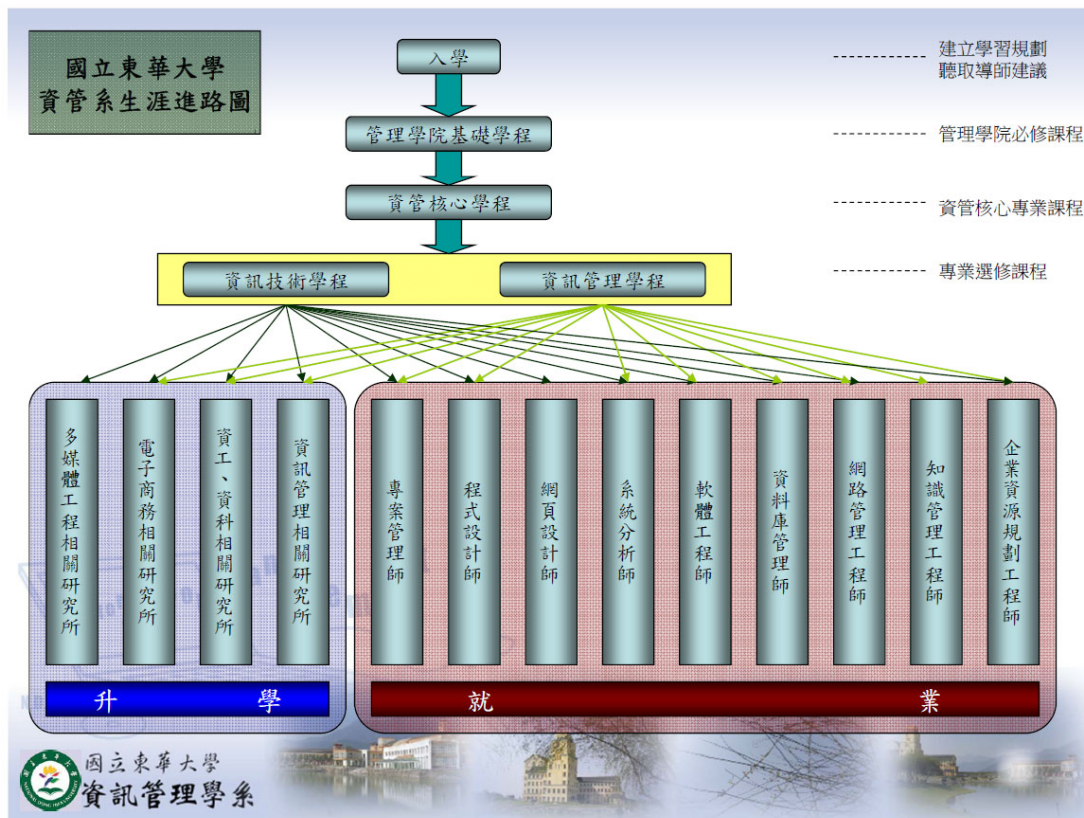 國立東華大學
資管系生涯進路圖
入學
建立學習規劃
聽取導師建議
管理學院基礎學程
管理學院必修課程
資管核心學程
資管核心專業課程
資訊技術學程
資訊管理學程
專業選修課程
多媒體工程相關研究所
電子商務相關研究所
資工、資科相關研究所
資訊管理相關研究所
專案管理師
程式設計師
網頁設計師
系統分析師
軟體工程師
資料庫管理師
網路管理工程師
知識管理工程師
企業資源規劃工程師
升學
就業
國立東華大學
資訊管理學系